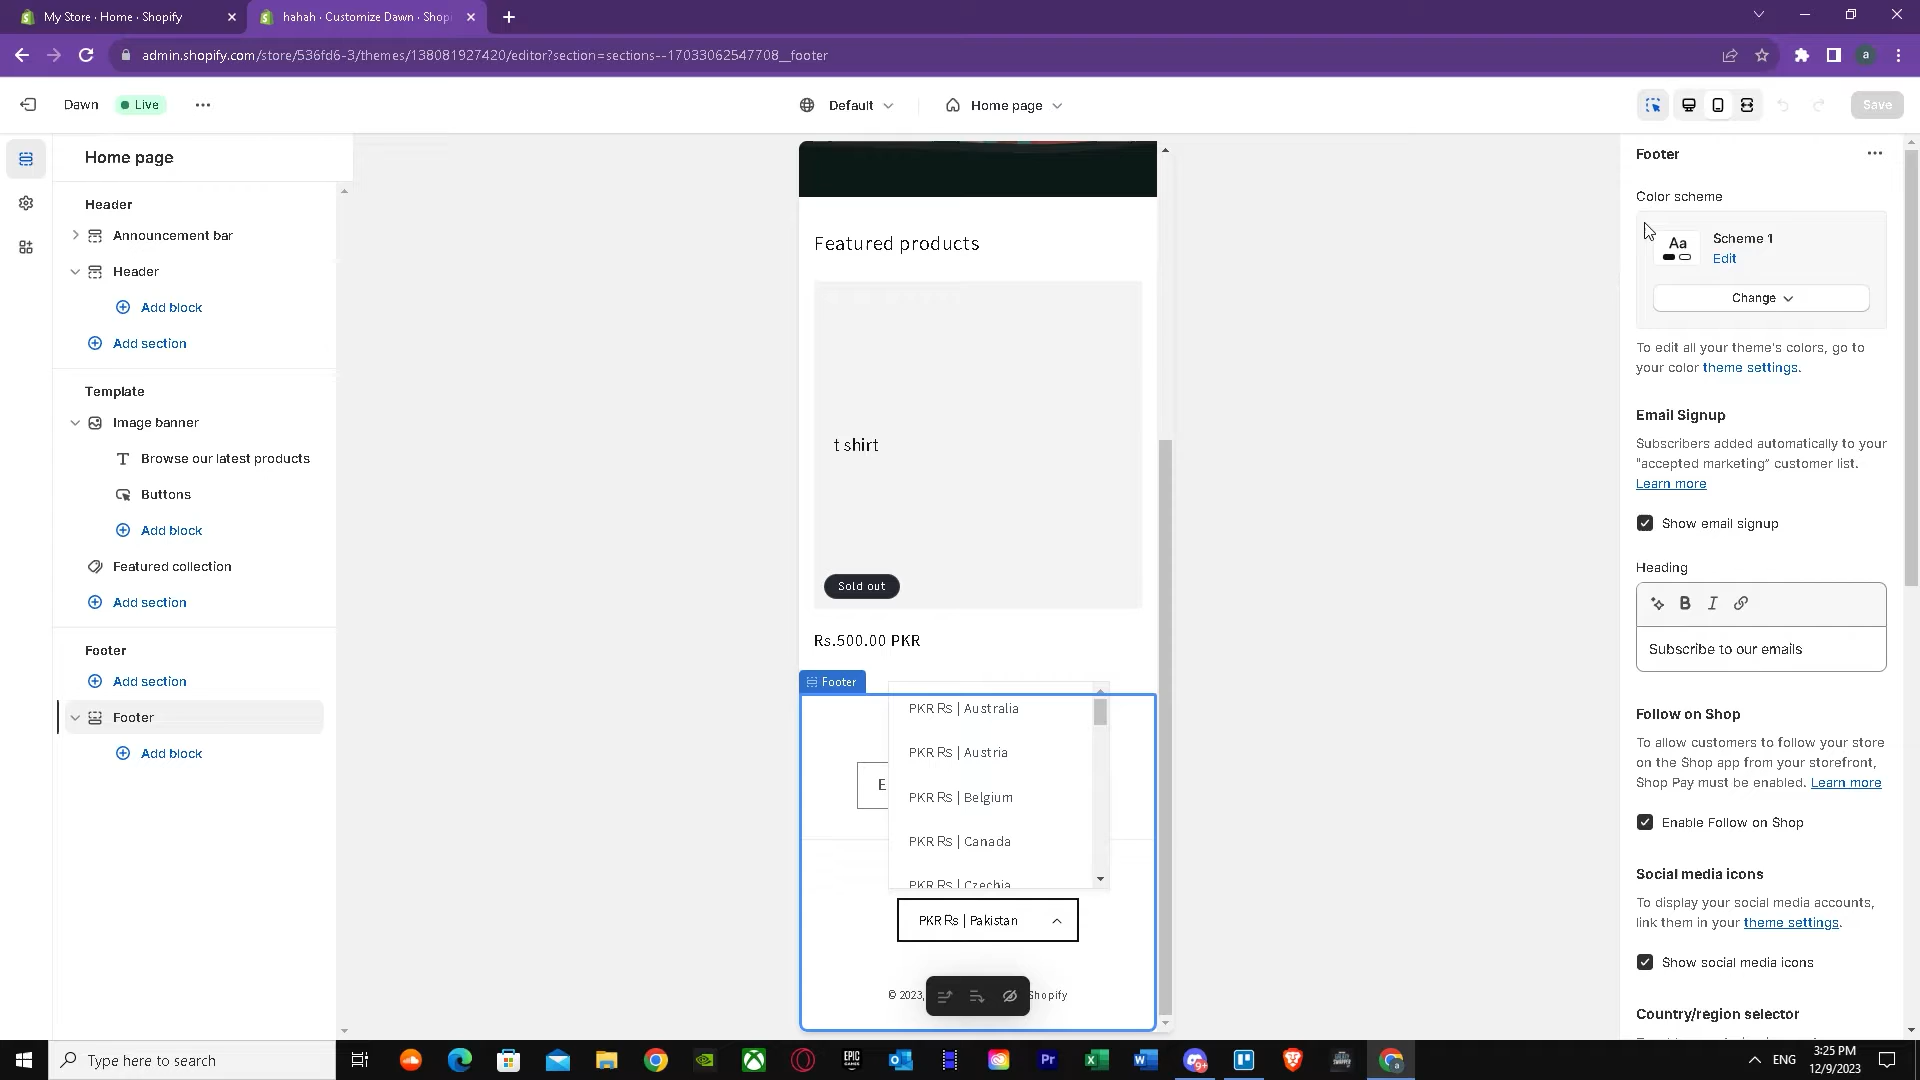 My Store · Home · Shopify
hahah · Customize Dawn · Shop
admin.shopify.com/store/536fd6-3/themes/138081927420/editor?section=sections--17033062547708__footer
a
Dawn
Live
Default
Home page
Save
Home page
Header
Announcement bar
Header
Add block
Add section
Template
Image banner
Browse our latest products
Buttons
Add block
Featured collection
Add section
Footer
Add section
Footer
Add block
Featured products
t shirt
Sold out
Rs.500.00 PKR
Footer
PKR ₨ | Australia
PKR ₨ | Austria
E
PKR ₨ | Belgium
PKR ₨ | Canada
PKR ₨ | Czechia
PKR ₨ | Pakistan
© 2023, Shopify
Footer
Color scheme
Aa
Scheme 1
Edit
Change
To edit all your theme's colors, go to
your color theme settings.
Email Signup
Subscribers added automatically to your
"accepted marketing" customer list.
Learn more
Show email signup
Heading
B I
Subscribe to our emails
Follow on Shop
To allow customers to follow your store
on the Shop app from your storefront,
Shop Pay must be enabled. Learn more
Enable Follow on Shop
Social media icons
To display your social media accounts,
link them in your theme settings.
Show social media icons
Country/region selector
Type here to search
EPIC GAMES
Pr
9+
a
ENG
3:25 PM
12/9/2023